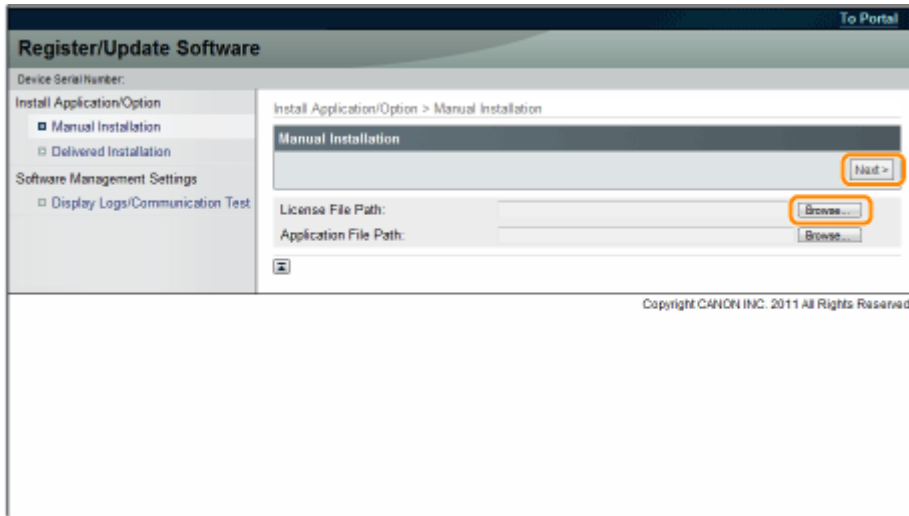 To Portal
Register/Update Software
Device Serial Number:
Install Application/Option
Manual Installation
Delivered Installation
Software Management Settings
Display Logs/Communication Test
Install Application/Option > Manual Installation
Manual Installation
Next >
License File Path:
Browse...
Application File Path:
Browse...
Copyright CANON INC. 2011 All Rights Reserved